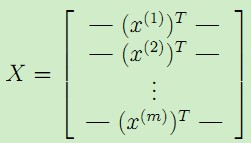 — (x^{(1)})^T —
— (x^{(2)})^T —
X =
⋮
— (x^{(m)})^T —